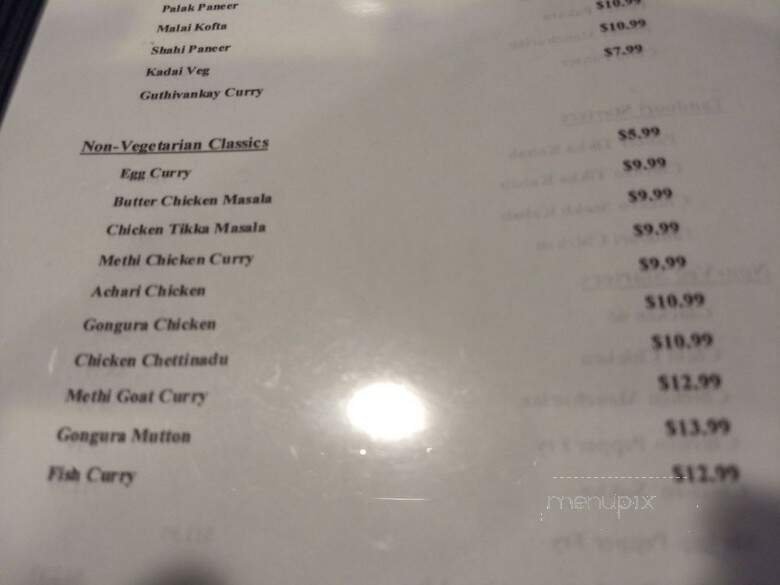 Palak Paneer
Malai Kofta
Shahi Paneer $10.99
Kadai Veg $10.99
Guthivankay Curry $7.99
Non-Vegetarian Classics
Egg Curry $5.99
Butter Chicken Masala $9.99
Chicken Tikka Masala $9.99
Methi Chicken Curry $9.99
Achari Chicken $9.99
Gongura Chicken $10.99
Chicken Chettinadu $10.99
Methi Goat Curry $12.99
Gongura Mutton $13.99
Fish Curry $12.99
menupix